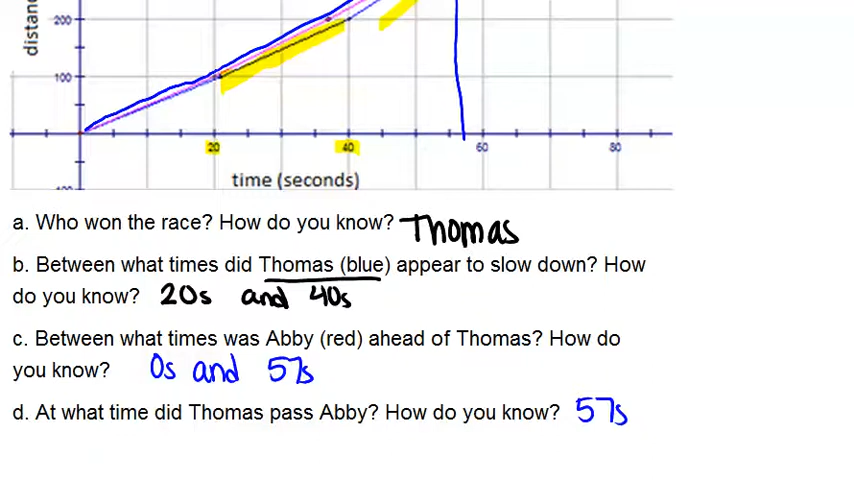 distanc
200
100
20 40 60 80
time (seconds)
a. Who won the race? How do you know? Thomas
b. Between what times did Thomas (blue) appear to slow down? How
do you know? 20s and 40s
c. Between what times was Abby (red) ahead of Thomas? How do
you know? 0s and 57s
d. At what time did Thomas pass Abby? How do you know? 57s